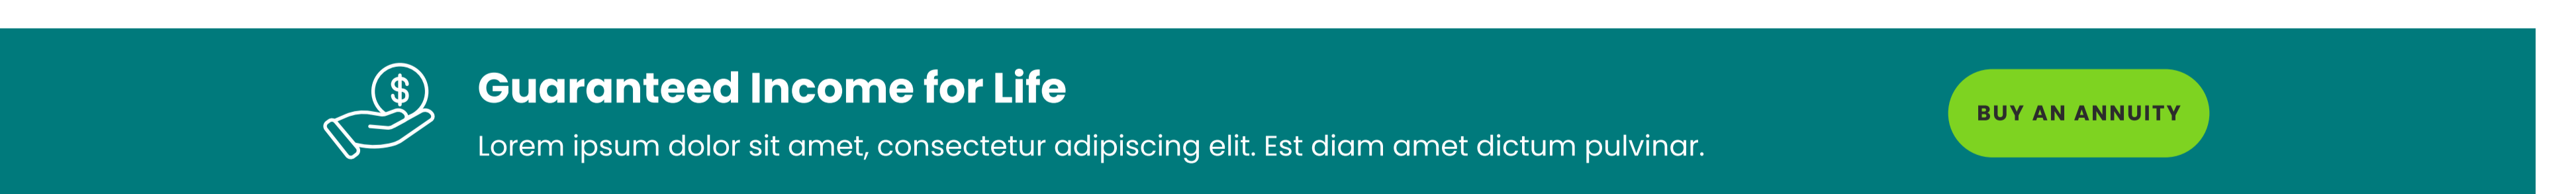 $
Guaranteed Income for Life
Lorem ipsum dolor sit amet, consectetur adipiscing elit. Est diam amet dictum pulvinar.
BUY AN ANNUITY